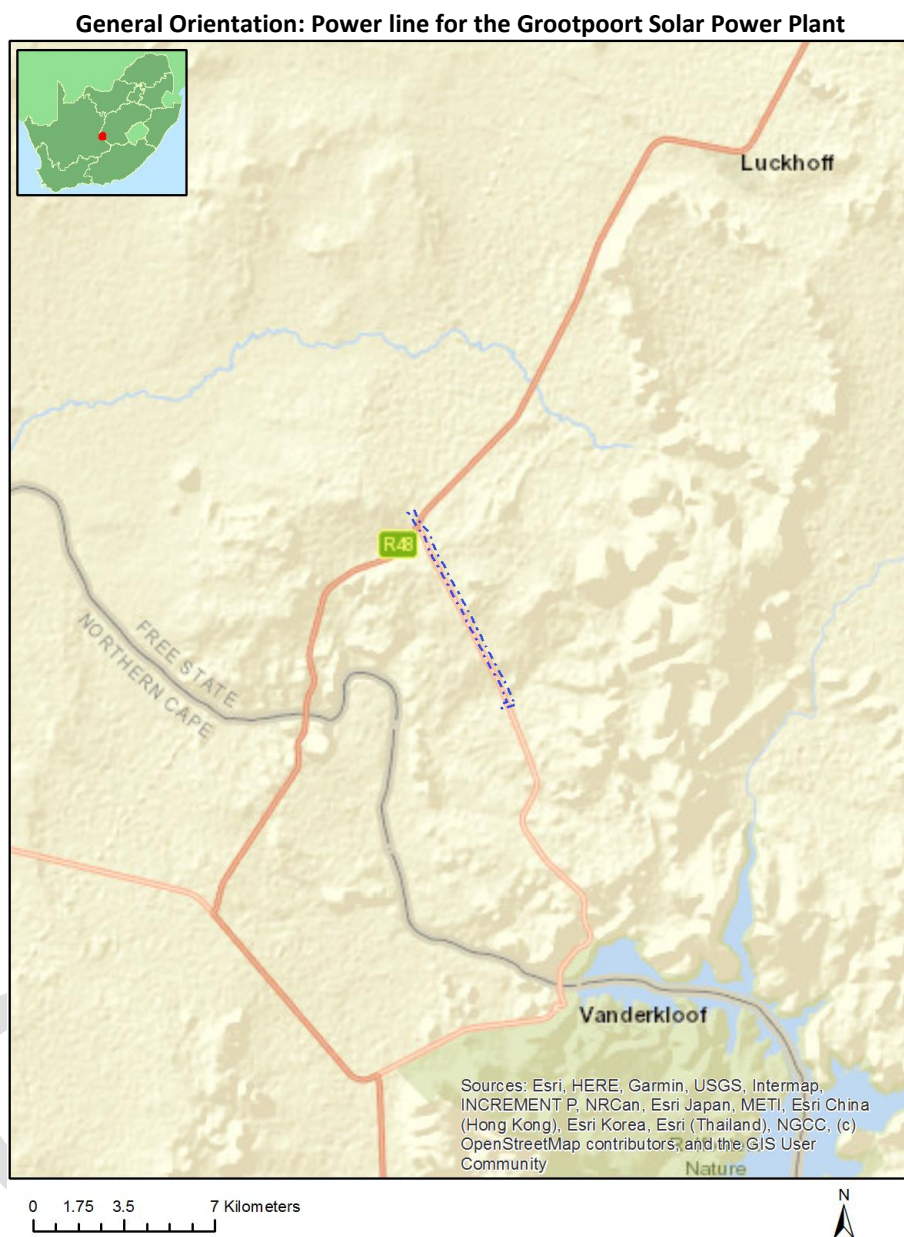 General Orientation: Power line for the Grootpoort Solar Power Plant
Luckhoff
R48
FREE STATE
NORTHERN CAPE
Vanderkloof
Sources: Esri, HERE, Garmin, USGS, Intermap,
INCREMENT P, NRCan, Esri Japan, METI, Esri China
(Hong Kong), Esri Korea, Esri (Thailand), NGCC, (c)
OpenStreetMap contributors, and the GIS User
Community
Nature
0 1.75 3.5 7 Kilometers
N